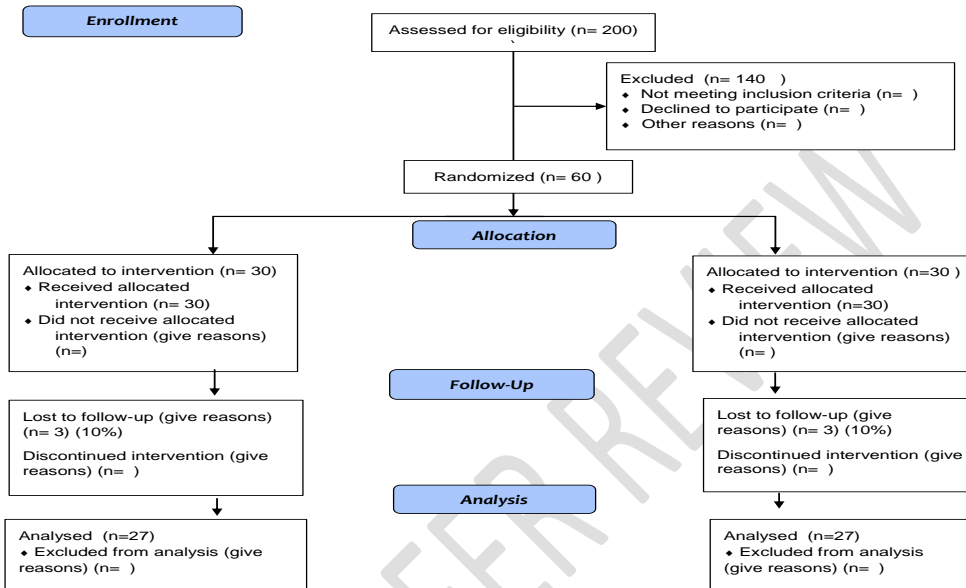 Enrollment
Assessed for eligibility (n= 200)
Excluded (n= 140 )
◆ Not meeting inclusion criteria (n= )
◆ Declined to participate (n= )
◆ Other reasons (n= )
Randomized (n= 60 )
Allocation
Allocated to intervention (n= 30)
◆ Received allocated
intervention (n= 30)
◆ Did not receive allocated
intervention (give reasons)
(n=)
Allocated to intervention (n=30 )
◆ Received allocated
intervention (n=30)
◆ Did not receive allocated
intervention (give reasons)
(n= )
Follow-Up
Lost to follow-up (give reasons)
(n= 3) (10%)
Discontinued intervention (give
reasons) (n= )
Lost to follow-up (give
reasons) (n= 3) (10%)
Discontinued intervention (give
reasons) (n= )
Analysis
Analysed (n=27)
◆ Excluded from analysis (give
reasons) (n= )
Analysed (n=27)
◆ Excluded from analysis
(give reasons) (n= )
EER REVIEW